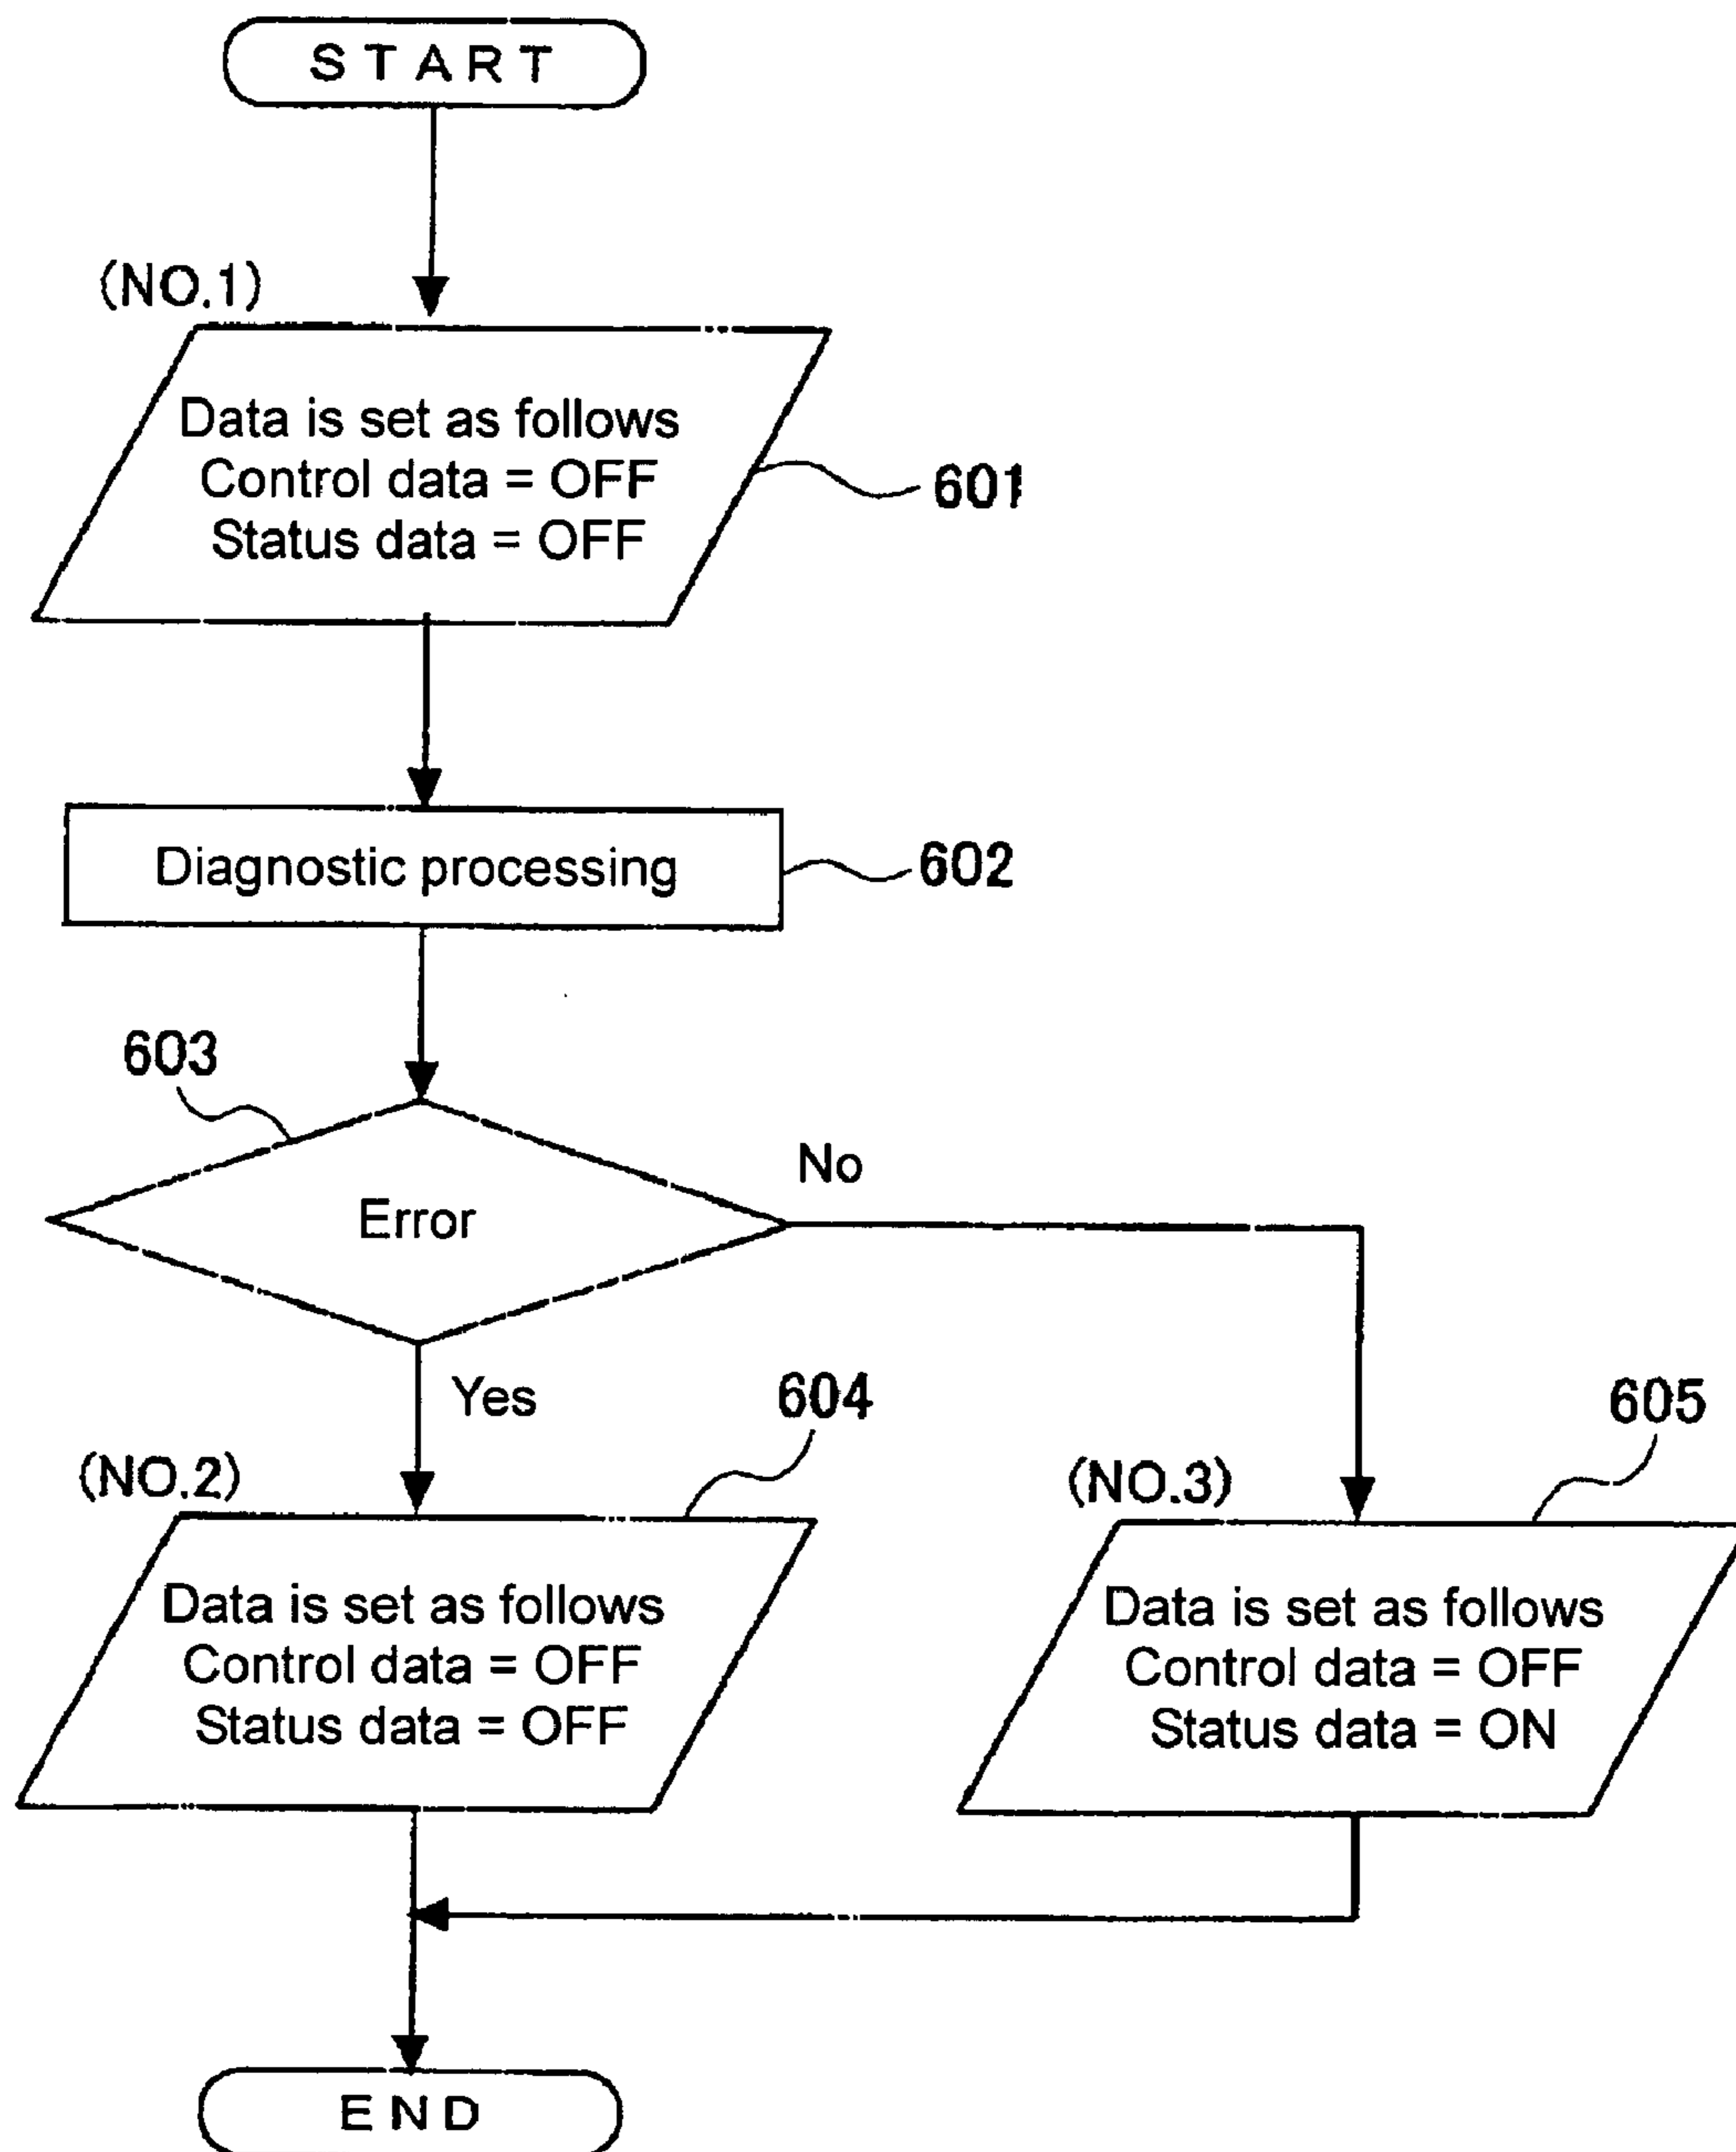 START
(NO.1)
Data is set as follows
Control data = OFF
Status data = OFF
601
Diagnostic processing
602
603
Error
No
Yes
604
605
(NO.2)
Data is set as follows
Control data = OFF
Status data = OFF
(NO.3)
Data is set as follows
Control data = OFF
Status data = ON
END